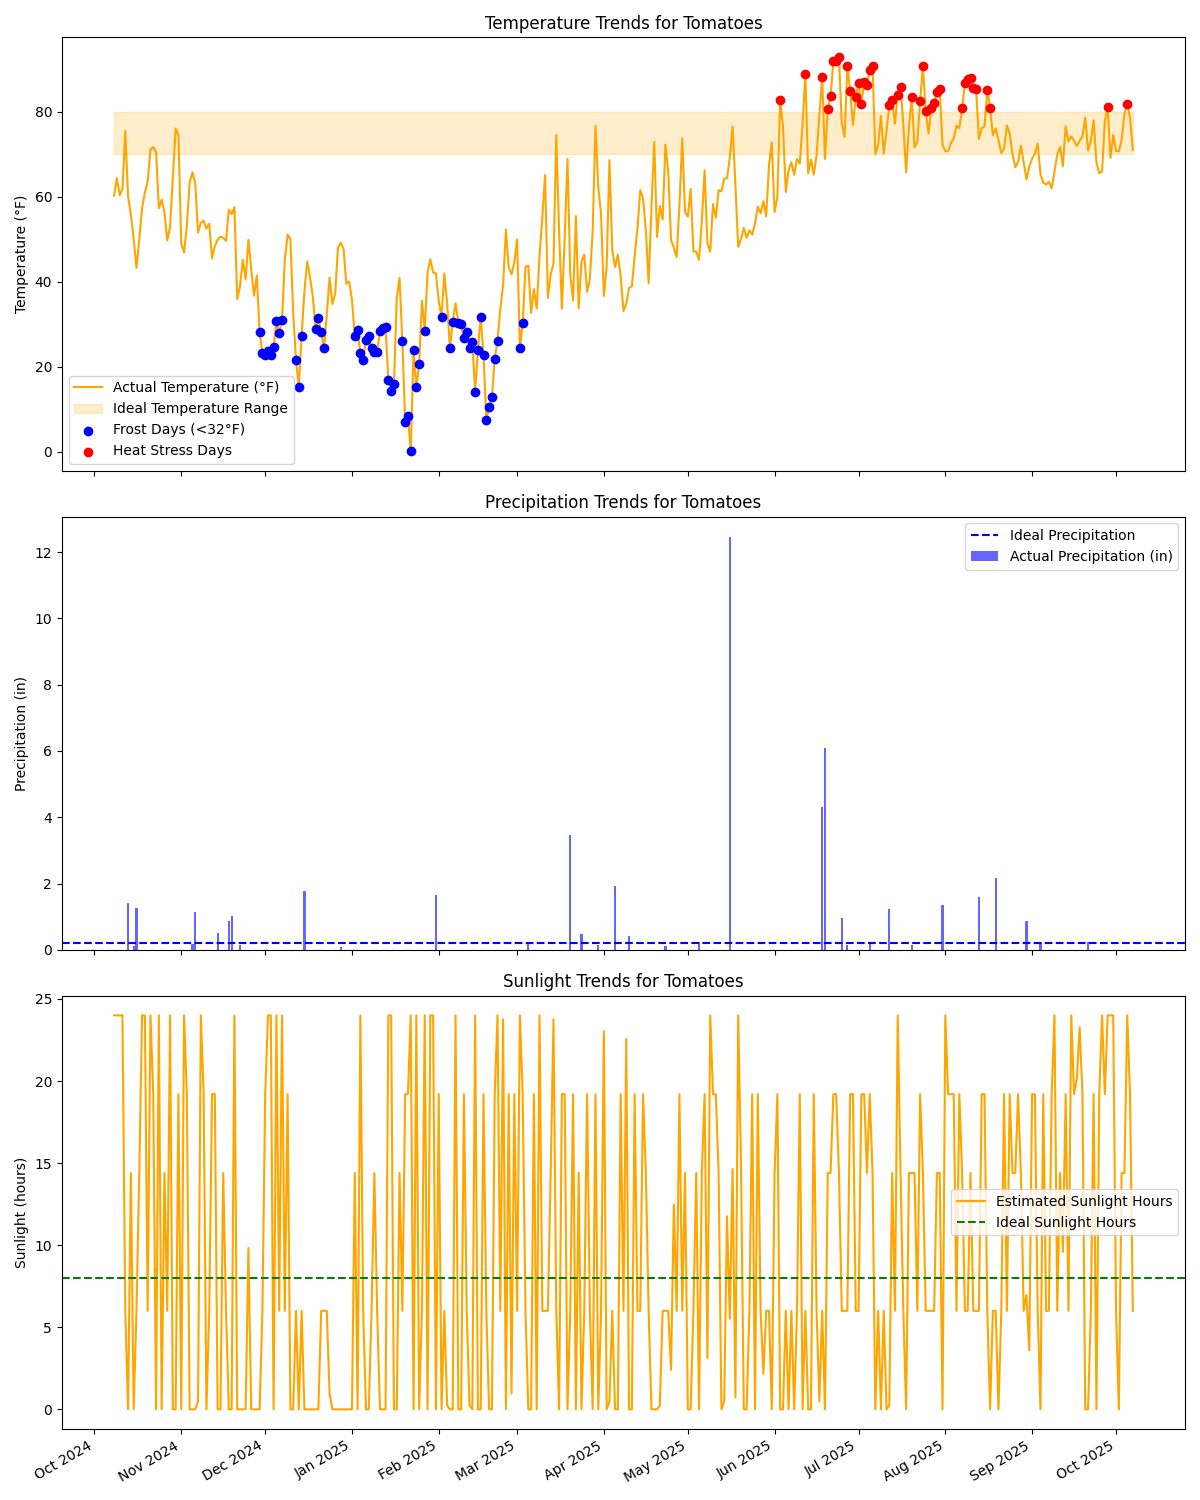 Temperature Trends for Tomatoes
Temperature (°F)
80
60
40
20
0
Actual Temperature (°F)
Ideal Temperature Range
Frost Days (<32°F)
Heat Stress Days
Precipitation Trends for Tomatoes
Precipitation (in)
12
10
8
6
4
2
0
Ideal Precipitation
Actual Precipitation (in)
Sunlight Trends for Tomatoes
Sunlight (hours)
25
20
15
10
5
0
Estimated Sunlight Hours
Ideal Sunlight Hours
Oct 2024
Nov 2024
Dec 2024
Jan 2025
Feb 2025
Mar 2025
Apr 2025
May 2025
Jun 2025
Jul 2025
Aug 2025
Sep 2025
Oct 2025